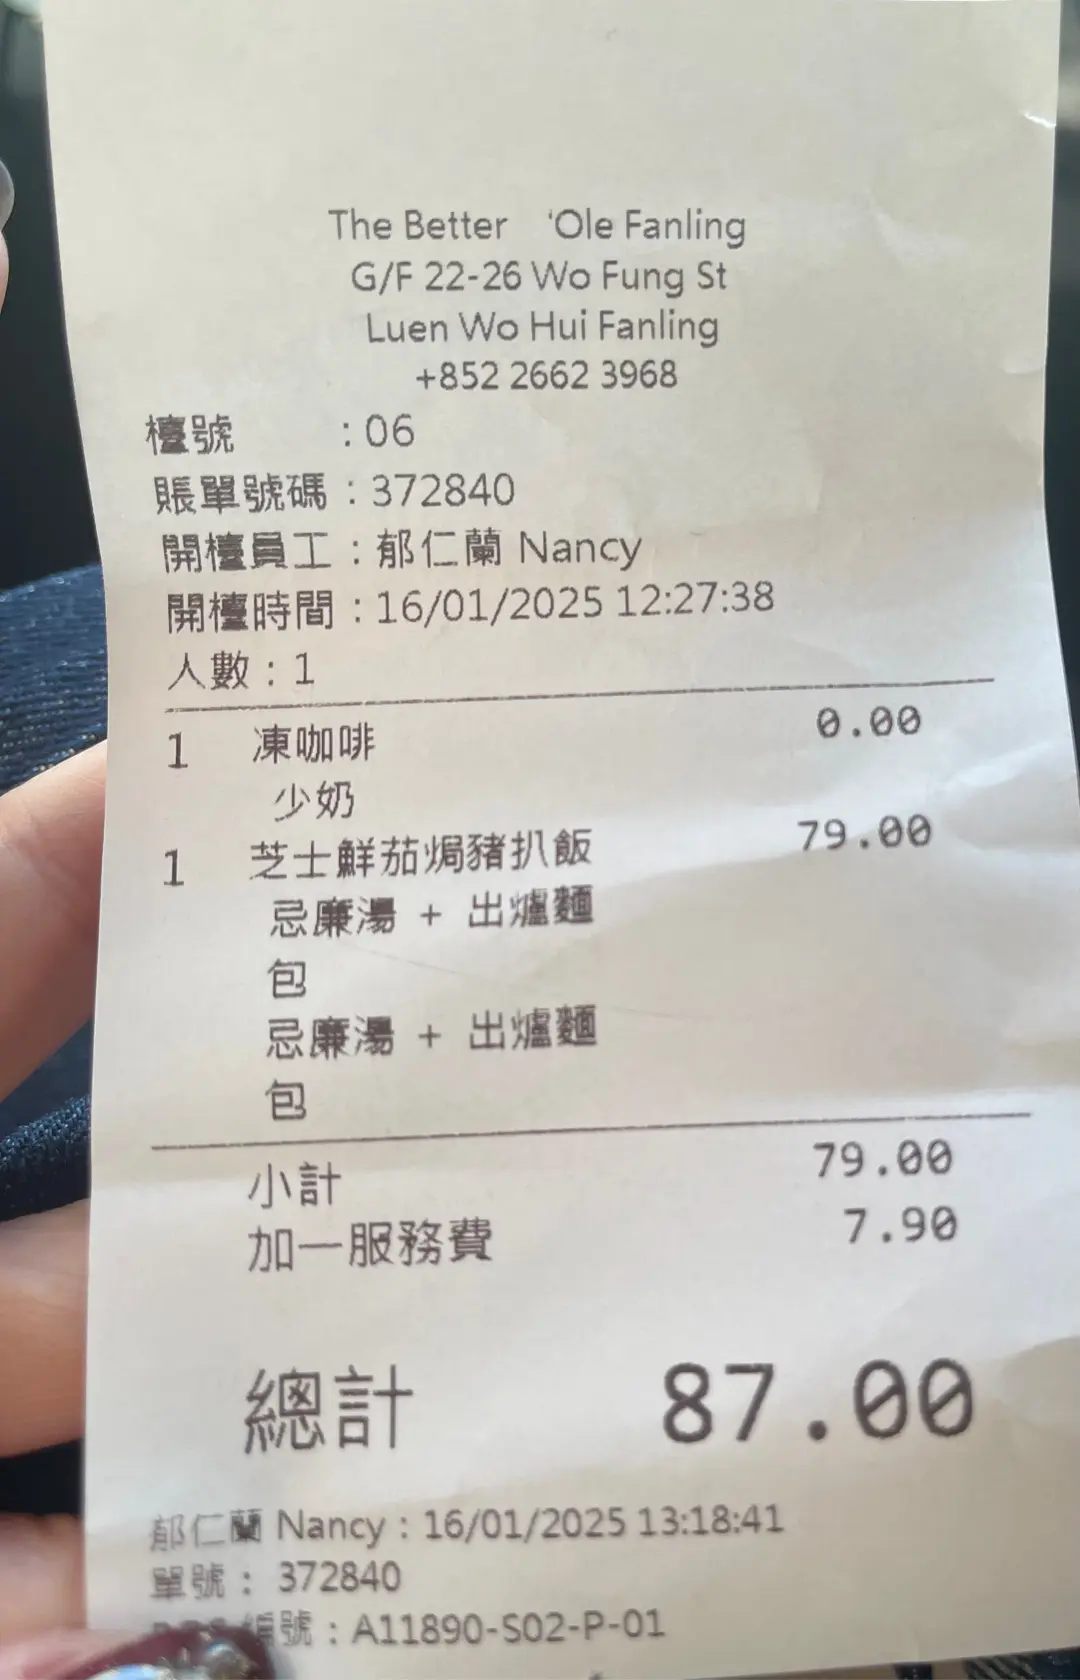 The Better ‘Ole Fanling
G/F 22-26 Wo Fung St
Luen Wo Hui Fanling
+852 2662 3968
檯號 : 06
賬單號碼 : 372840
開檯員工 : 郁仁蘭 Nancy
開檯時間 : 16/01/2025 12:27:38
人數 : 1
1 凍咖啡 0.00
少奶
1 芝士鮮茄焗豬扒飯 79.00
忌廉湯 + 出爐麵
包
忌廉湯 + 出爐麵
包
小計 79.00
加一服務費 7.90
總計 87.00
郁仁蘭 Nancy : 16/01/2025 13:18:41
單號 : 372840
編號 : A11890-S02-P-01